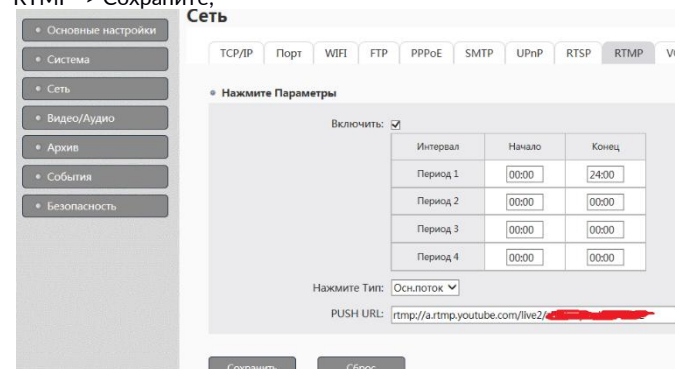 RTMP -> Сохраните;
Сеть
Основные настройки
Система
Сеть
Видео/Аудио
Архив
События
Безопасность
TCP/IP Порт WIFI FTP PPPoE SMTP UPnP RTSP RTMP
Нажмите Параметры
Включить:
Интервал Начало Конец
Период 1 00:00 24:00
Период 2 00:00 00:00
Период 3 00:00 00:00
Период 4 00:00 00:00
Нажмите Тип: Осн.поток
PUSH URL: rtmp://a.rtmp.youtube.com/live2/
Сохранить Сброс